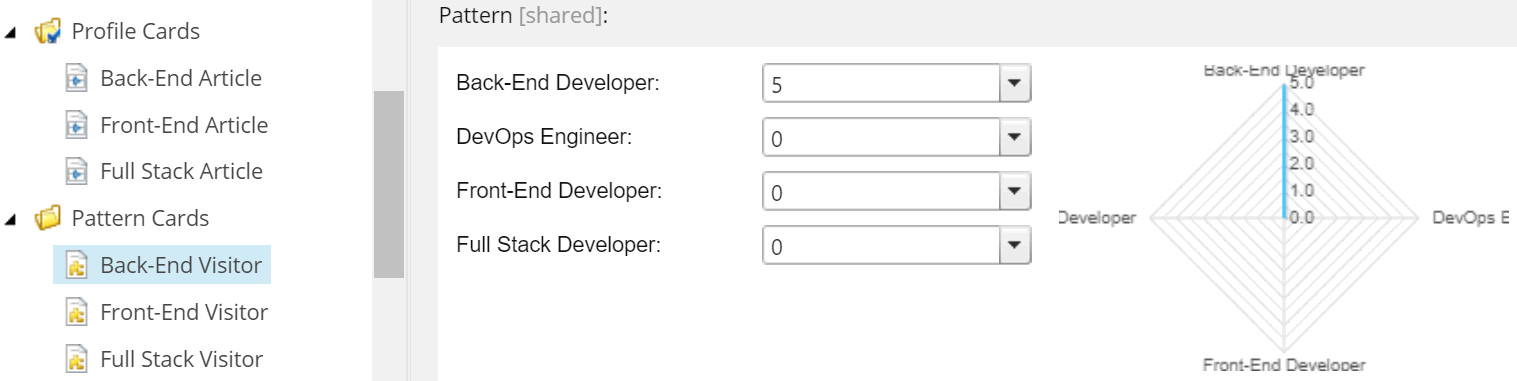 Profile Cards
Back-End Article
Front-End Article
Full Stack Article
Pattern Cards
Back-End Visitor
Front-End Visitor
Full Stack Visitor
Pattern [shared]:
Back-End Developer: 5
DevOps Engineer: 0
Front-End Developer: 0
Full Stack Developer: 0
Back-End Developer
5.0
4.0
3.0
2.0
1.0
0.0
Developer
DevOps E
Front-End Developer